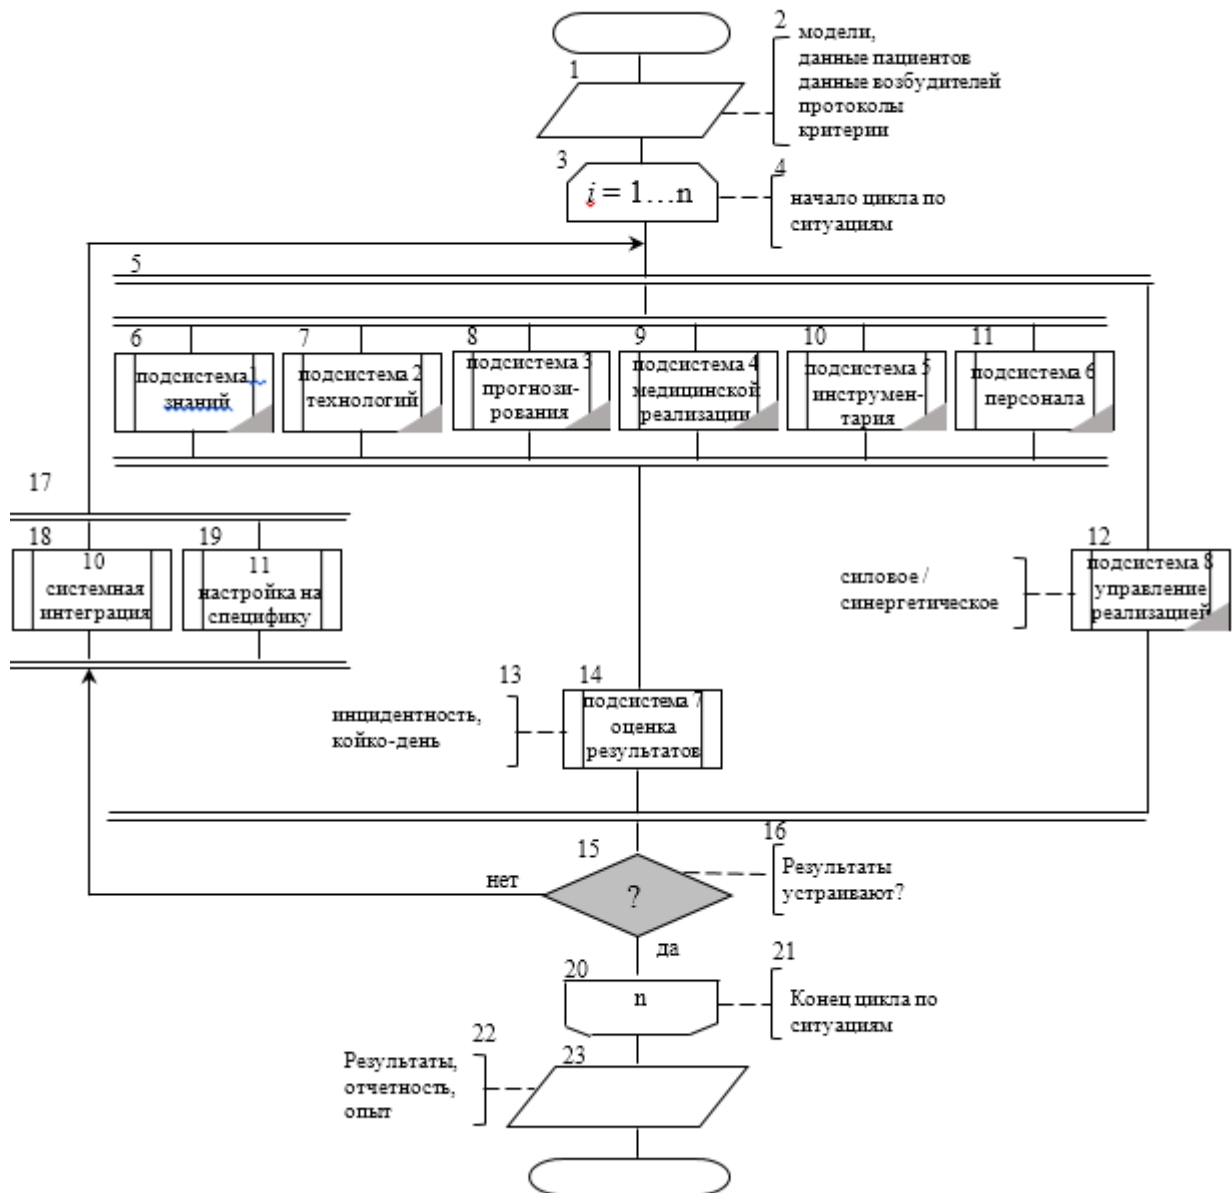 2
модели,
данные пациентов
данные возбудителей
протоколы
критерии
1
3
i = 1…n
4
начало цикла по
ситуациям
5
6
подсистема1
знаний
7
подсистема 2
технологий
8
подсистема 3
прогнози-
рования
9
подсистема 4
медицинской
реализации
10
подсистема 5
инструмен-
тария
11
подсистема 6
персонала
17
18
10
системная
интеграция
19
11
настройка на
специфику
силовое /
синергетическое
12
подсистема 8
управление
реализацией
13
инцидентность,
койко-день
14
подсистема 7
оценка
результатов
15
?
16
Результаты
устраивают?
нет
да
20
n
21
Конец цикла по
ситуациям
22
Результаты,
отчетность,
опыт
23